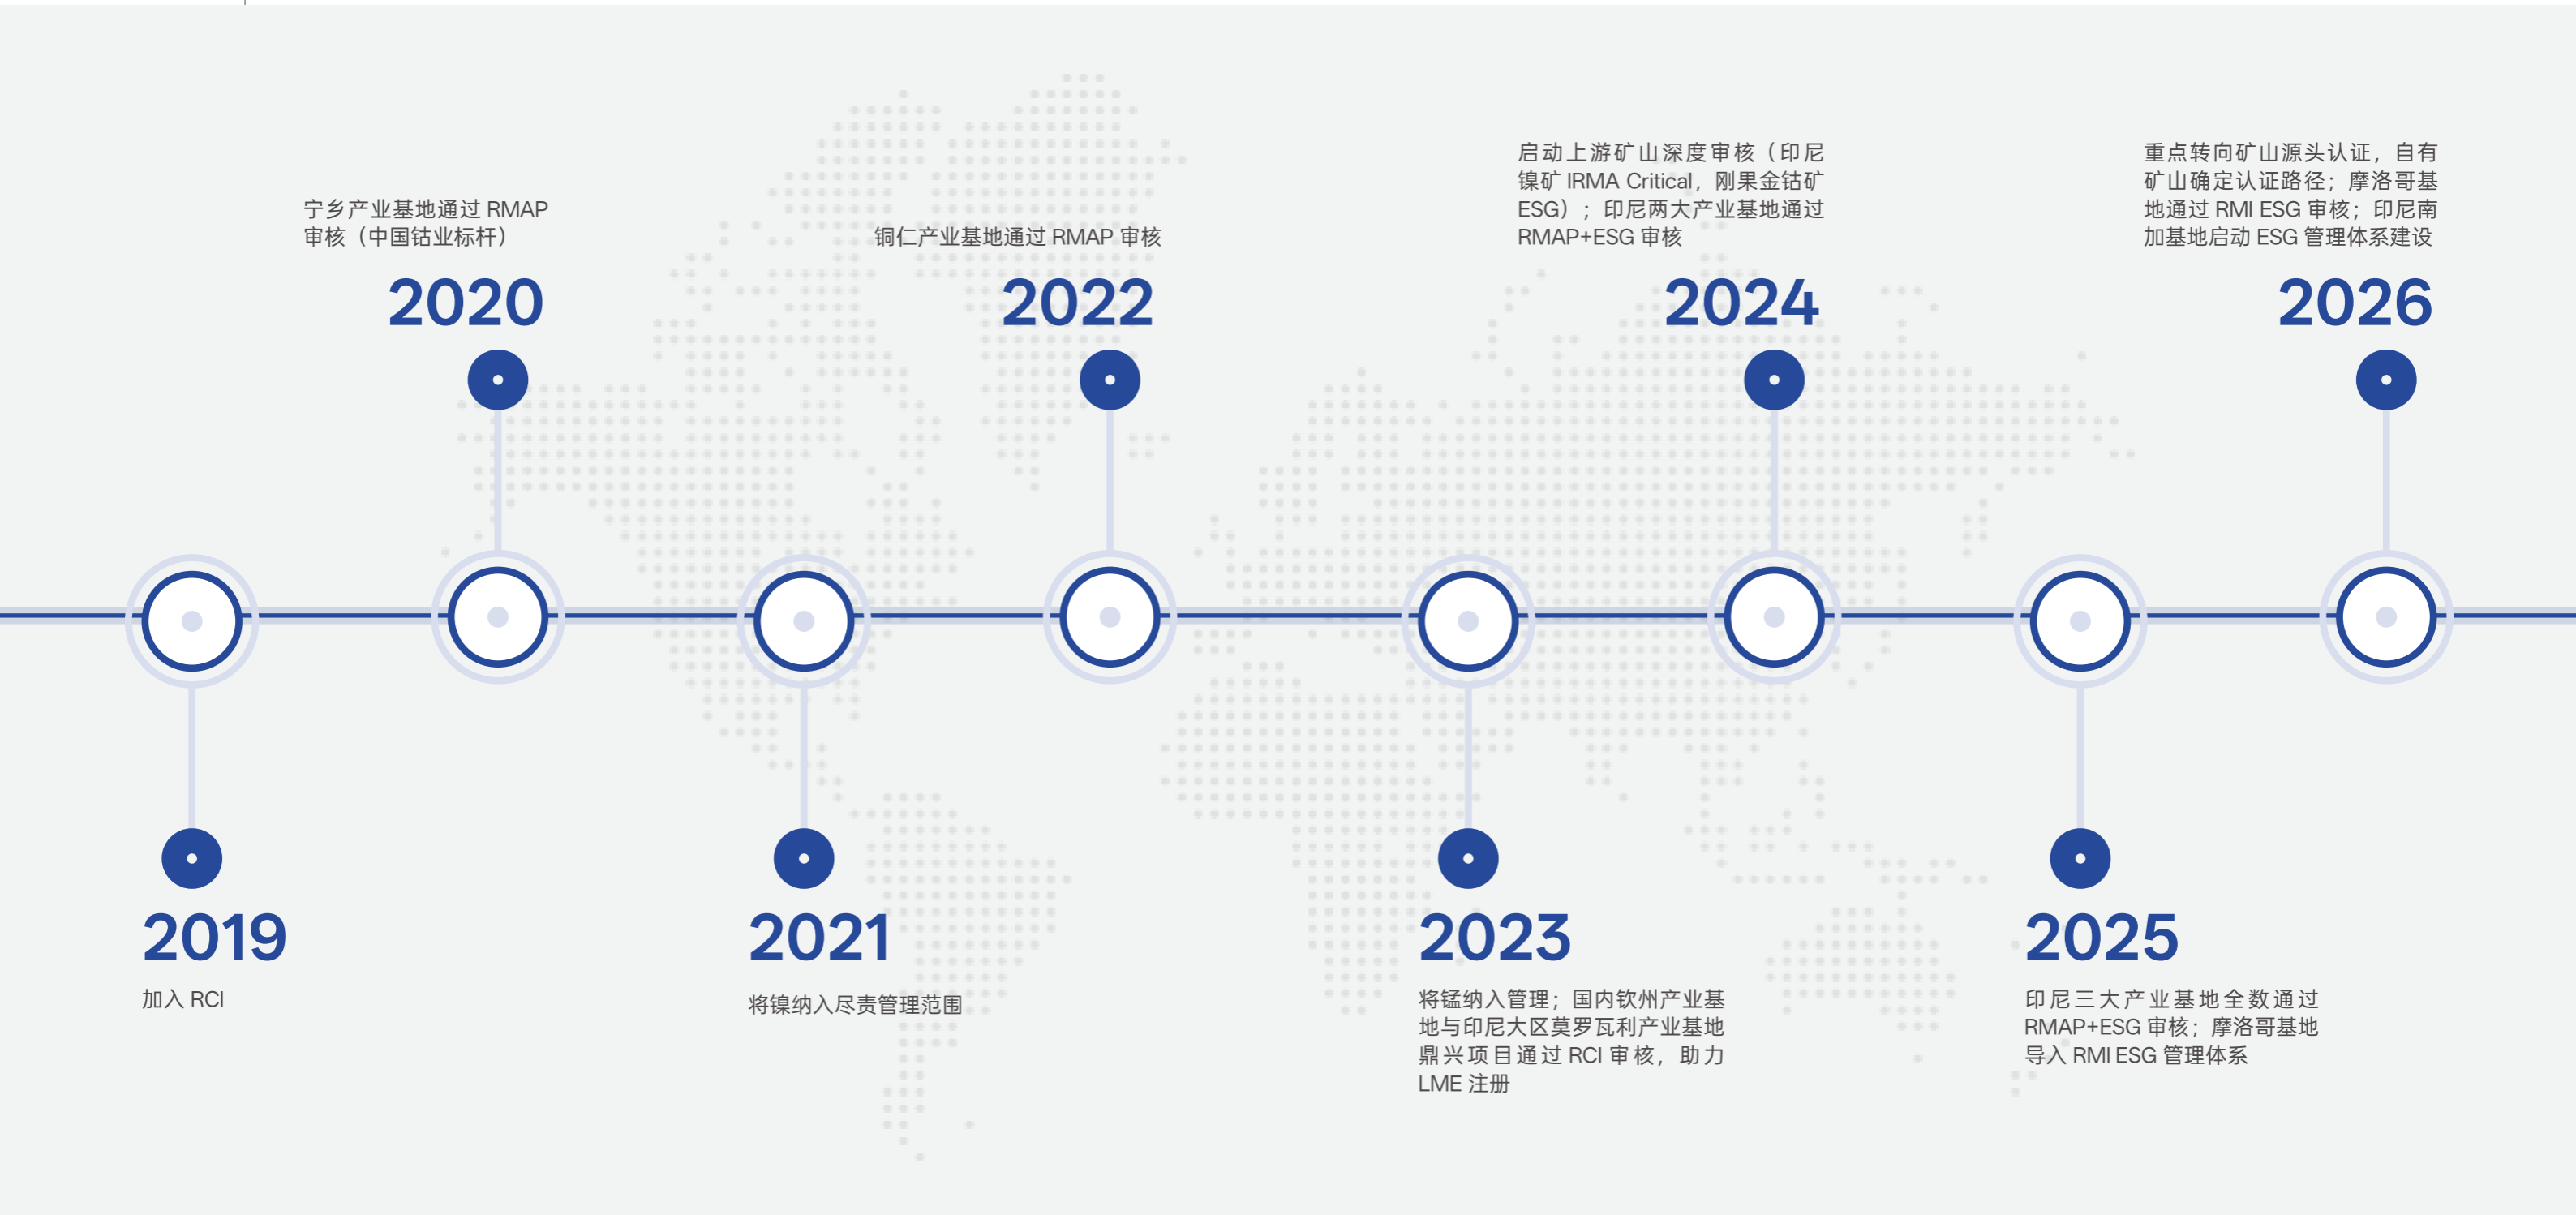 宁乡产业基地通过 RMAP
审核（中国钴业标杆）
2020
铜仁产业基地通过 RMAP 审核
2022
启动上游矿山深度审核（印尼
镍矿 IRMA Critical，刚果金钴矿
ESG）；印尼两大产业基地通过
RMAP+ESG 审核
2024
重点转向矿山源头认证，自有
矿山确定认证路径；摩洛哥基
地通过 RMI ESG 审核；印尼南
加基地启动 ESG 管理体系建设
2026
2019
加入 RCI
2021
将镍纳入尽责管理范围
2023
将锰纳入管理；国内钦州产业基
地与印尼大区莫罗瓦利产业基地
鼎兴项目通过 RCI 审核，助力
LME 注册
2025
印尼三大产业基地全数通过
RMAP+ESG 审核；摩洛哥基地
导入 RMI ESG 管理体系